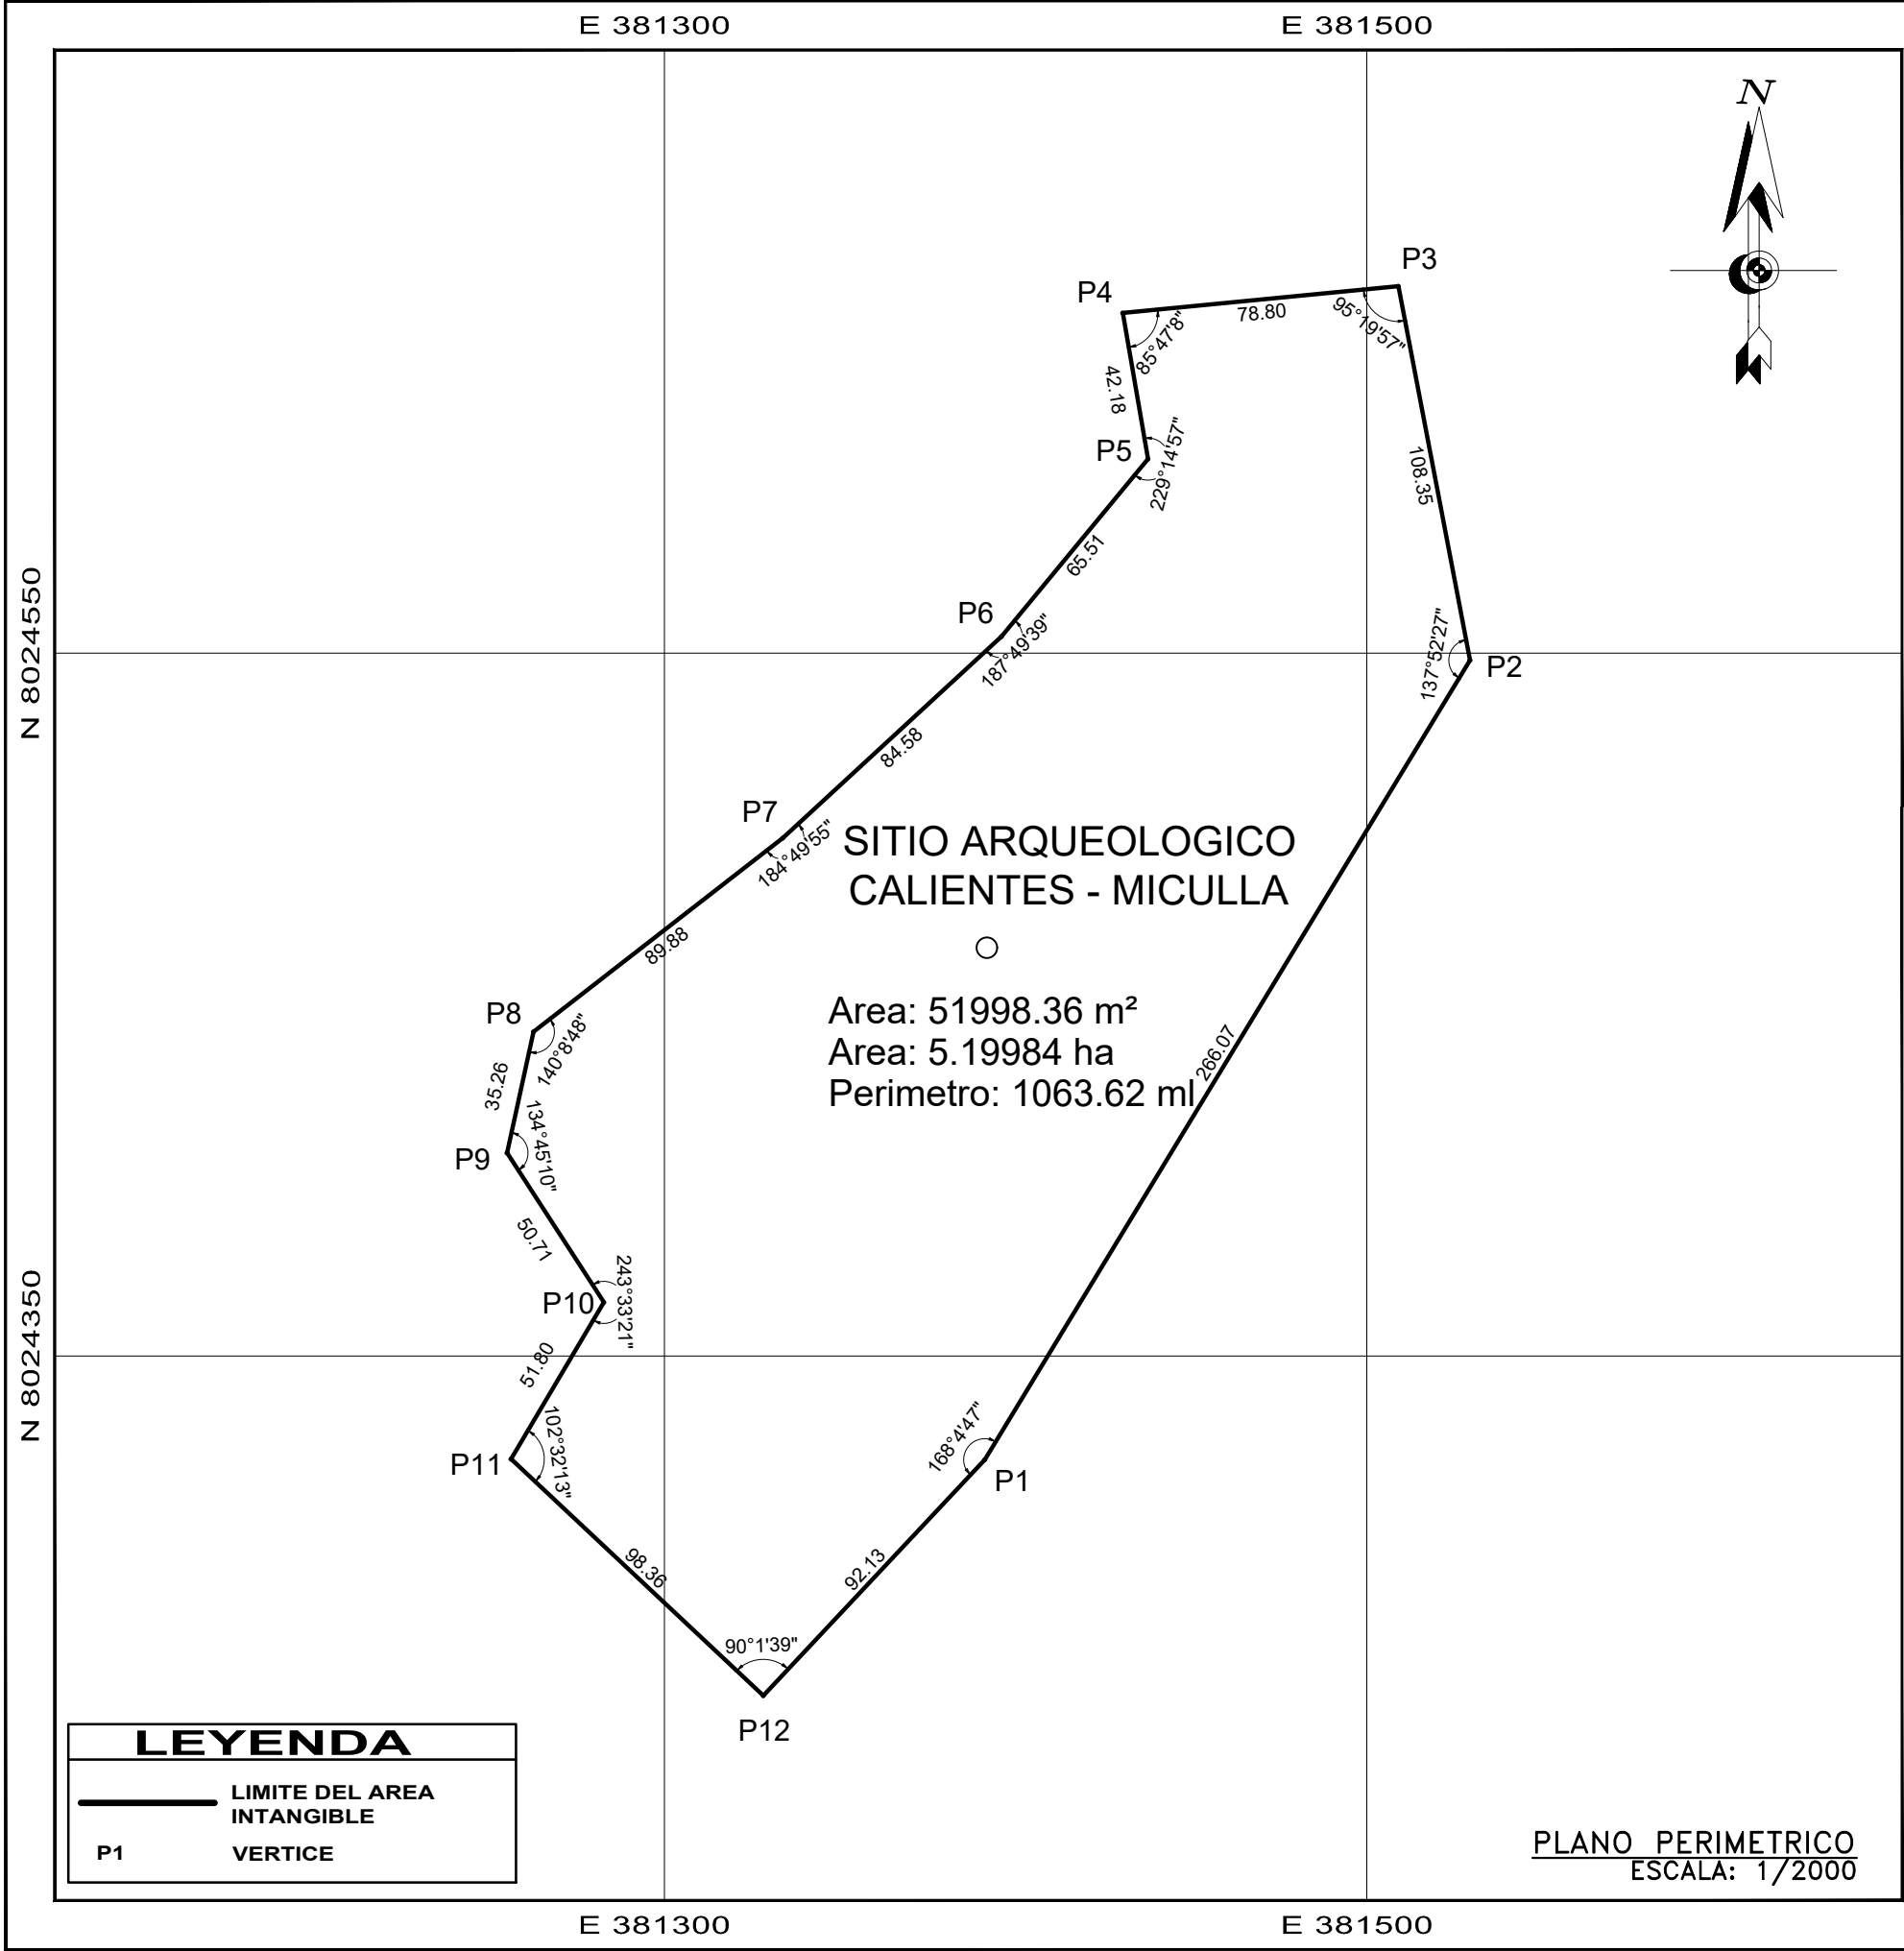 E 381300
E 381500
N
P3
P4
78.80
95°19'57"
85°47'8"
42.18
P5
229°14'57"
108.35
65.51
N 8024550
P6
187°49'39"
137°52'27"
P2
84.58
P7
184°49'55"
SITIO ARQUEOLOGICO
CALIENTES - MICULLA
89.88
P8
140°8'48"
Area: 51998.36 m²
Area: 5.19984 ha
Perimetro: 1063.62 ml
266.07
35.26
134°45'10"
P9
50.71
243°33'21"
P10
N 8024350
51.80
102°32'13"
P11
168°4'47"
P1
98.36
92.13
90°1'39"
P12
LEYENDA
LIMITE DEL AREA
INTANGIBLE
P1 VERTICE
PLANO PERIMETRICO
ESCALA: 1/2000
E 381300
E 381500